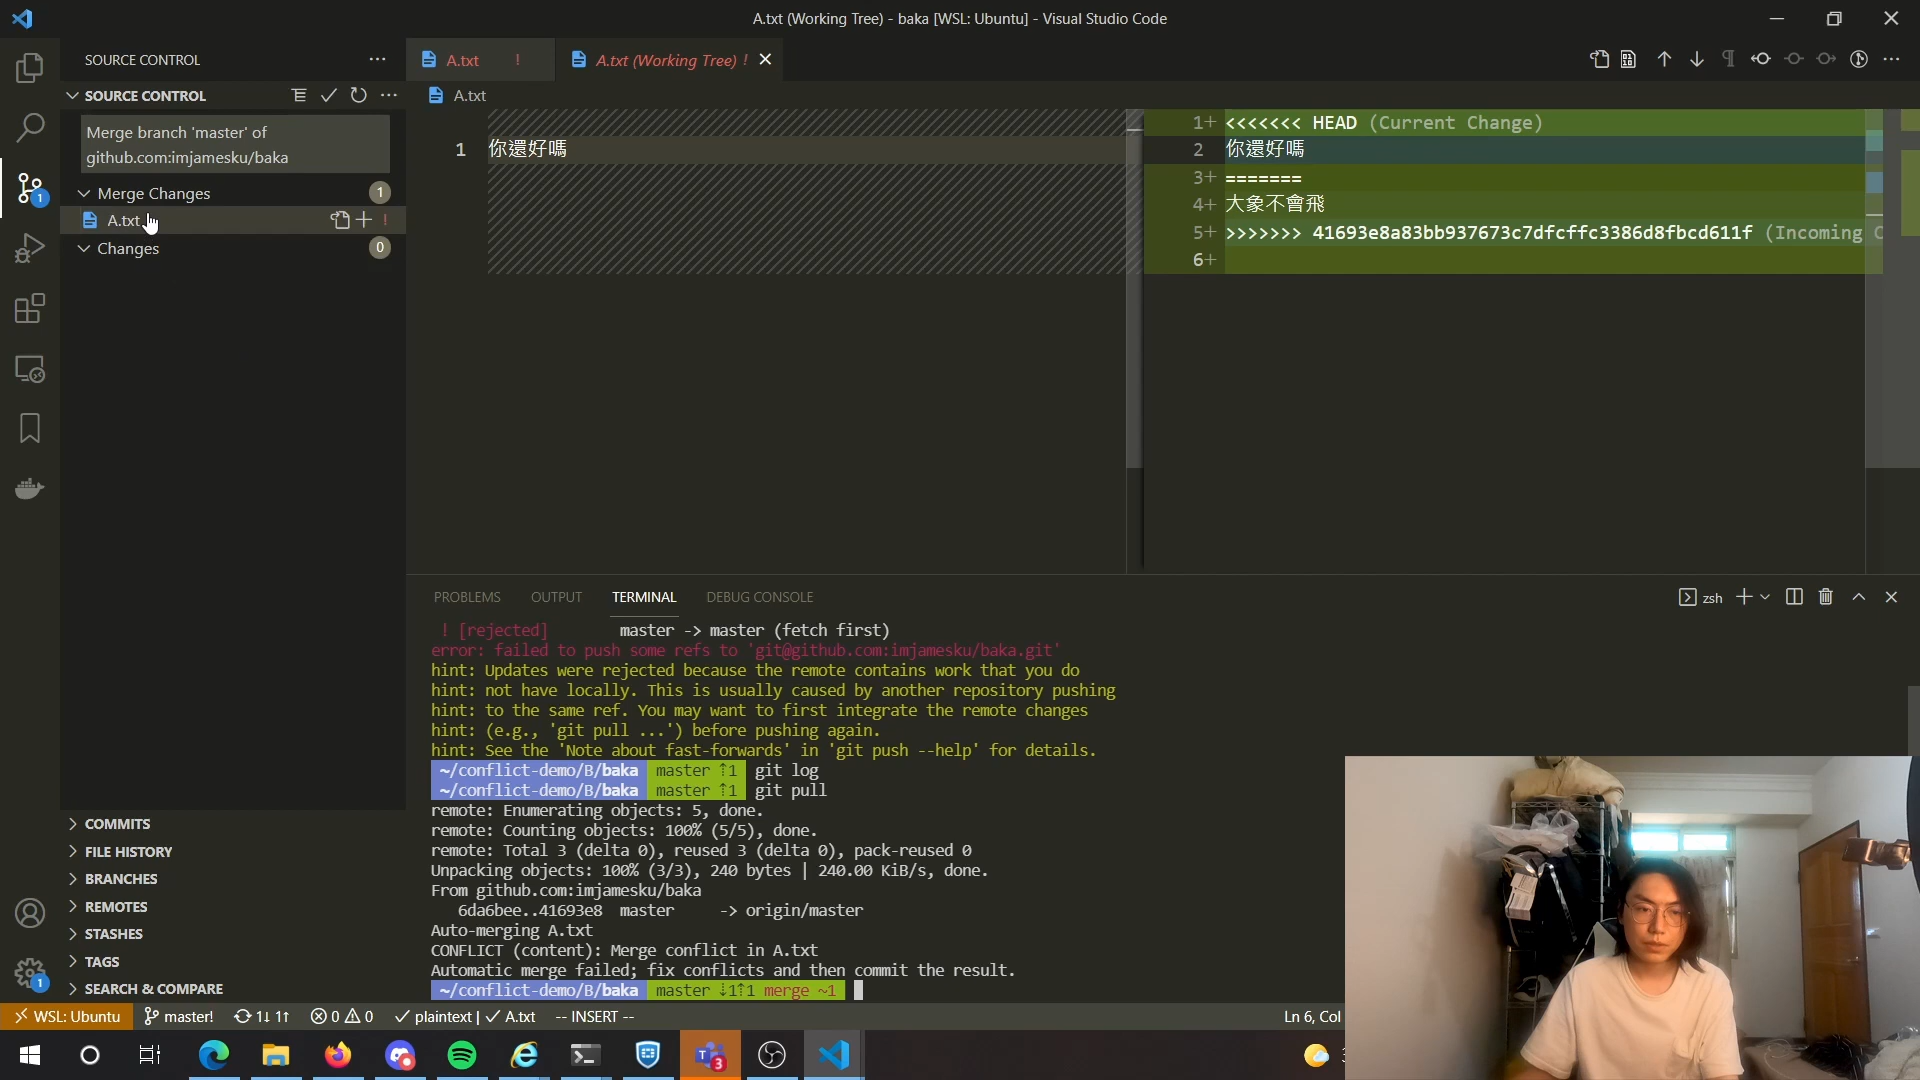 A.txt (Working Tree) - baka [WSL: Ubuntu] - Visual Studio Code
SOURCE CONTROL
SOURCE CONTROL
Merge branch 'master' of
github.com:imjamesku/baka
Merge Changes 1
A.txt !
Changes 0
COMMITS
FILE HISTORY
BRANCHES
REMOTES
STASHES
TAGS
SEARCH & COMPARE
1
1
A.txt !
A.txt (Working Tree) !
A.txt
1 你還好嗎
1+ <<<<<<< HEAD (Current Change)
2 你還好嗎
3+ =======
4+ 大象不會飛
5+ >>>>>>> 41693e8a83bb937673c7dfcffc3386d8fbcd611f (Incoming C
6+
PROBLEMS OUTPUT TERMINAL DEBUG CONSOLE
zsh
! [rejected] master -> master (fetch first)
error: failed to push some refs to 'git@github.com:imjamesku/baka.git'
hint: Updates were rejected because the remote contains work that you do
hint: not have locally. This is usually caused by another repository pushing
hint: to the same ref. You may want to first integrate the remote changes
hint: (e.g., 'git pull ...') before pushing again.
hint: See the 'Note about fast-forwards' in 'git push --help' for details.
~/conflict-demo/B/baka master ⇡1 git log
~/conflict-demo/B/baka master ⇡1 git pull
remote: Enumerating objects: 5, done.
remote: Counting objects: 100% (5/5), done.
remote: Total 3 (delta 0), reused 3 (delta 0), pack-reused 0
Unpacking objects: 100% (3/3), 240 bytes | 240.00 KiB/s, done.
From github.com:imjamesku/baka
6da6bee..41693e8 master -> origin/master
Auto-merging A.txt
CONFLICT (content): Merge conflict in A.txt
Automatic merge failed; fix conflicts and then commit the result.
~/conflict-demo/B/baka master ⇣1⇡1 merge ~1
WSL: Ubuntu master! 1↓ 1↑ 0 0 plaintext | A.txt -- INSERT -- Ln 6, Col
3